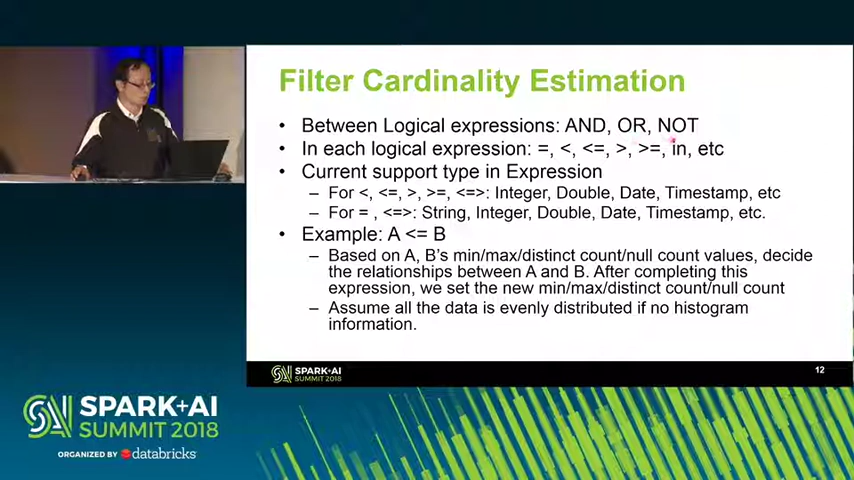 Filter Cardinality Estimation
• Between Logical expressions: AND, OR, NOT
• In each logical expression: =, <, <=, >, >=, in, etc
• Current support type in Expression
– For <, <=, >, >=, <=>: Integer, Double, Date, Timestamp, etc
– For = , <=>: String, Integer, Double, Date, Timestamp, etc.
• Example: A <= B
– Based on A, B's min/max/distinct count/null count values, decide
the relationships between A and B. After completing this
expression, we set the new min/max/distinct count/null count
– Assume all the data is evenly distributed if no histogram
information.
SPARK+AI
SUMMIT 2018
12
SPARK+AI
SUMMIT 2018
ORGANIZED BY databricks